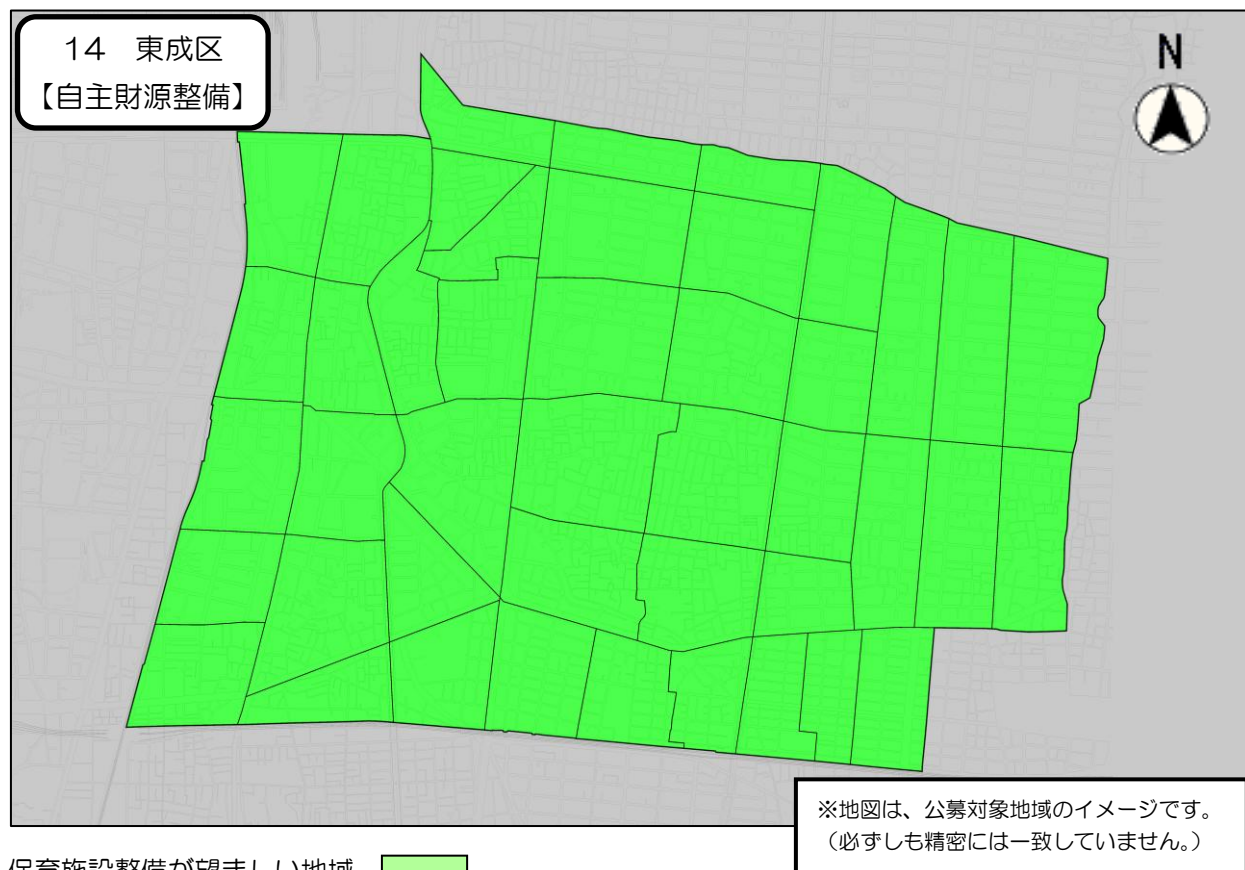 14 東成区
【自主財源整備】
N
※地図は、公募対象地域のイメージです。
（必ずしも精密には一致していません。）
保育施設整備が望ましい地域